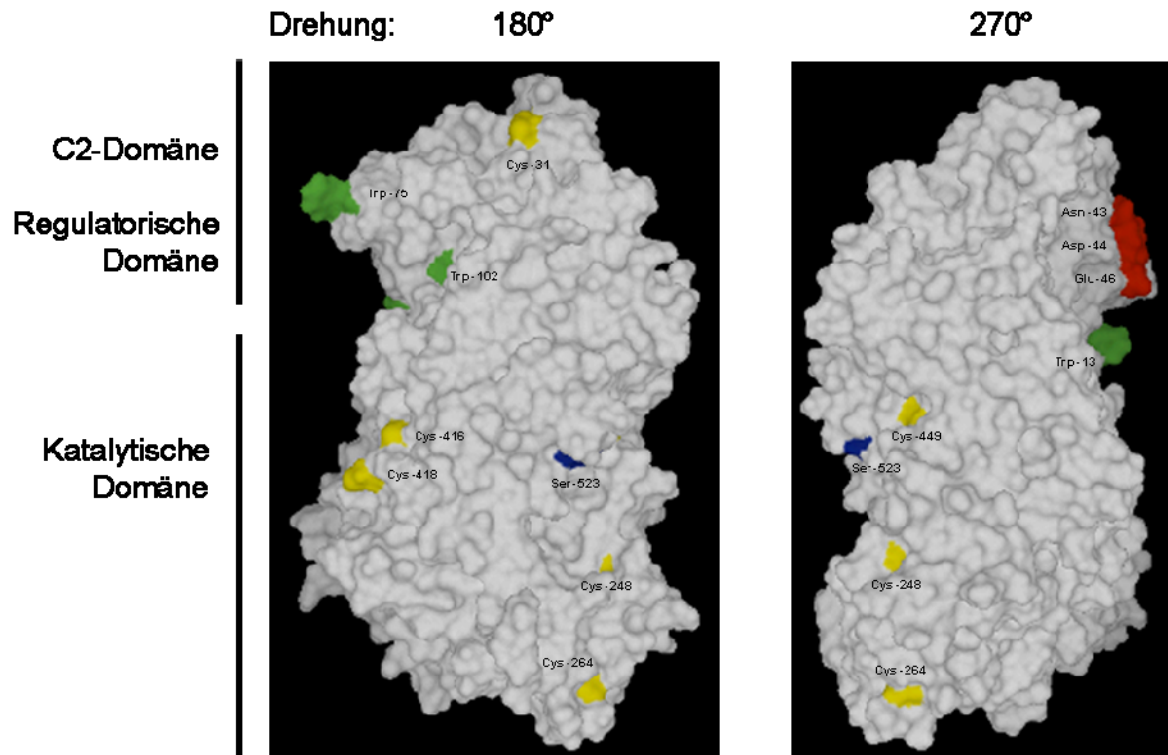 Drehung: 180º 270º
C2-Domäne
Regulatorische
Domäne
Katalytische
Domäne
Cys-31
Trp-75
Trp-102
Cys-416
Cys-418
Ser-523
Cys-248
Cys-264
Asn-43
Asp-44
Glu-46
Trp-13
Cys-449
Ser-523
Cys-248
Cys-264